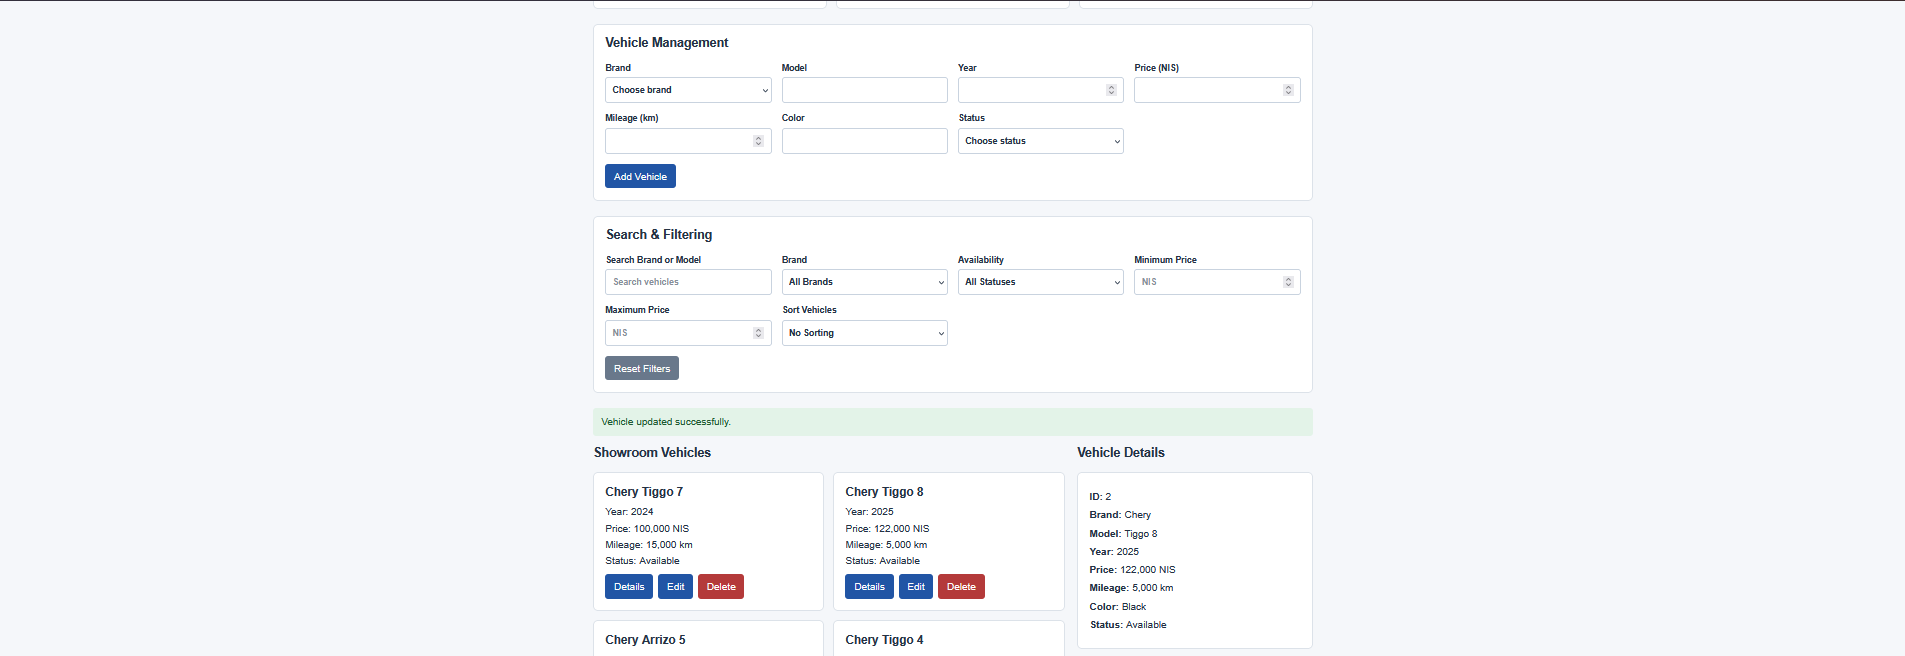 Vehicle Management
Brand Model Year Price (NIS)
Choose brand
Mileage (km) Color Status
Choose status
Add Vehicle
Search & Filtering
Search Brand or Model Brand Availability Minimum Price
Search vehicles All Brands All Statuses NIS
Maximum Price Sort Vehicles
NIS No Sorting
Reset Filters
Vehicle updated successfully.
Showroom Vehicles
Chery Tiggo 7
Year: 2024
Price: 100,000 NIS
Mileage: 15,000 km
Status: Available
Details Edit Delete
Chery Tiggo 8
Year: 2025
Price: 122,000 NIS
Mileage: 5,000 km
Status: Available
Details Edit Delete
Chery Arrizo 5
Chery Tiggo 4
Vehicle Details
ID: 2
Brand: Chery
Model: Tiggo 8
Year: 2025
Price: 122,000 NIS
Mileage: 5,000 km
Color: Black
Status: Available